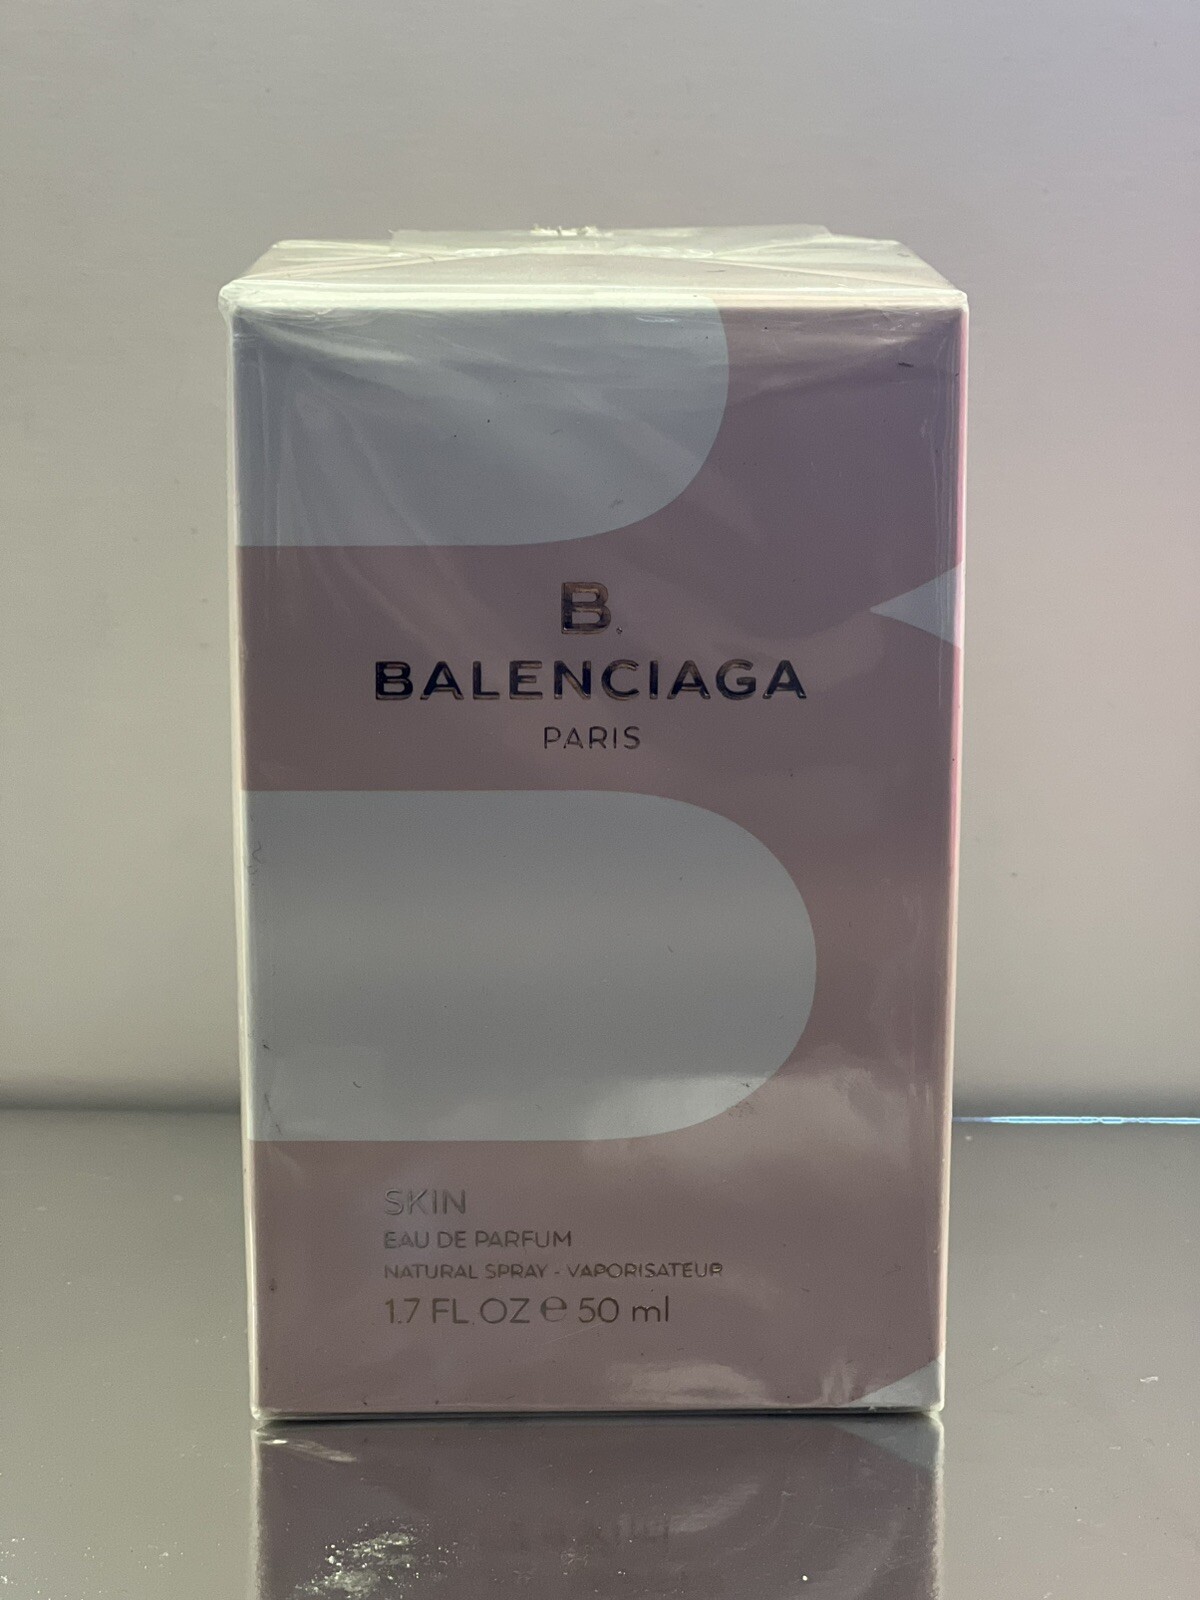 B.
BALENCIAGA
PARIS
SKIN
EAU DE PARFUM
NATURAL SPRAY - VAPORISATEUR
1.7 FL. OZ ℮ 50 ml